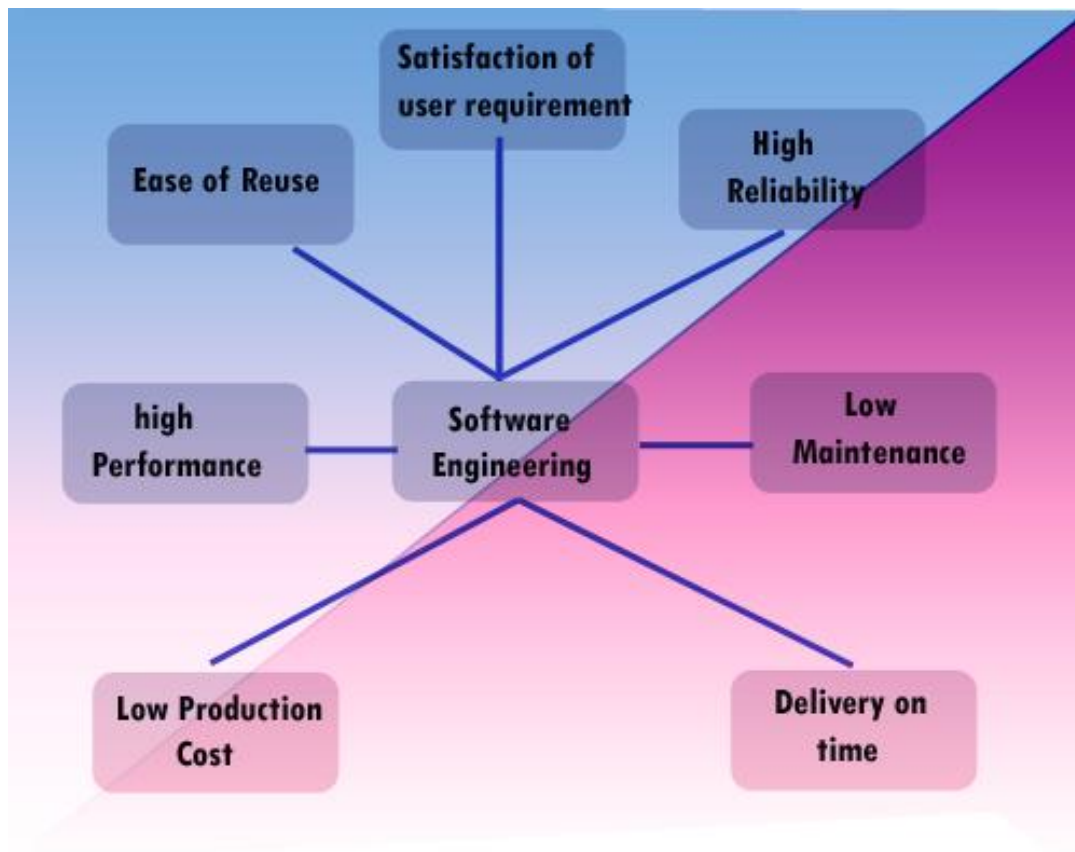 Satisfaction of
user requirement
Ease of Reuse
High
Reliability
high
Performance
Software
Engineering
Low
Maintenance
Low Production
Cost
Delivery on
time